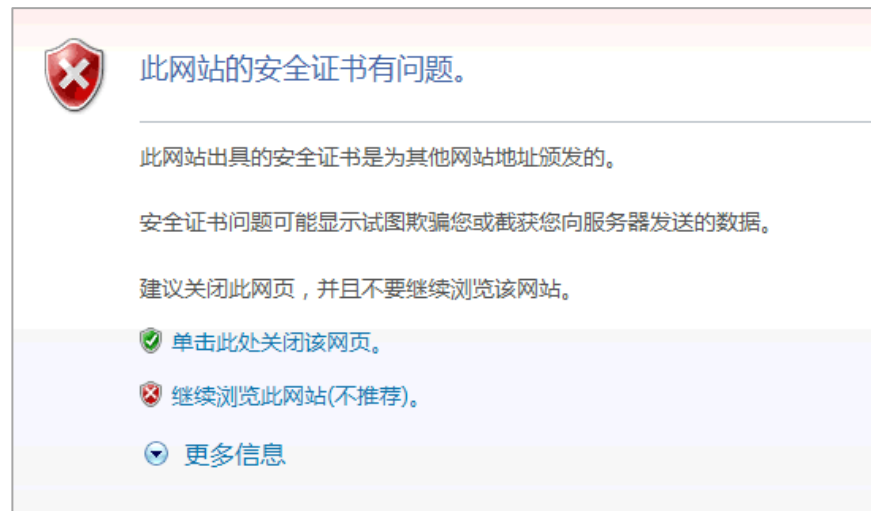 此网站的安全证书有问题。
此网站出具的安全证书是为其他网站地址颁发的。
安全证书问题可能显示试图欺骗您或截获您向服务器发送的数据。
建议关闭此网页，并且不要继续浏览该网站。
单击此处关闭该网页。
继续浏览此网站(不推荐)。
更多信息